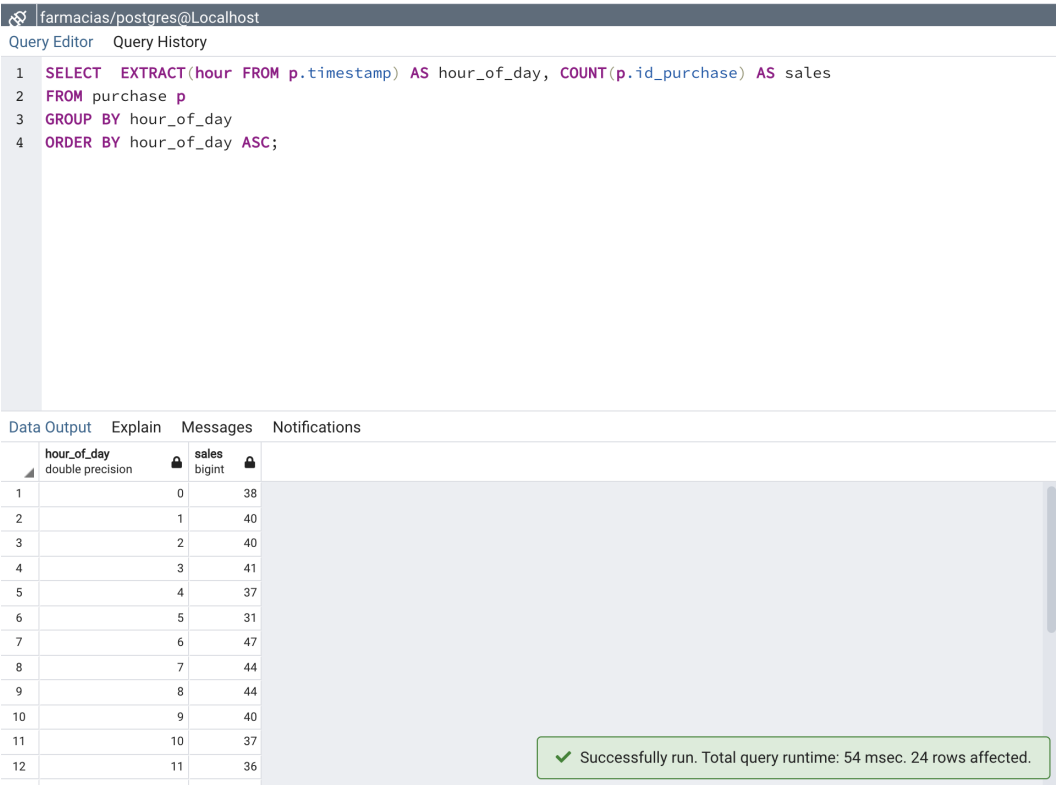 farmacias/postgres@Localhost
Query Editor Query History
1 SELECT  EXTRACT(hour FROM p.timestamp) AS hour_of_day, COUNT(p.id_purchase) AS sales
2 FROM purchase p
3 GROUP BY hour_of_day
4 ORDER BY hour_of_day ASC;
Data Output Explain Messages Notifications
hour_of_day sales
double precision bigint
1 0 38
2 1 40
3 2 40
4 3 41
5 4 37
6 5 31
7 6 47
8 7 44
9 8 44
10 9 40
11 10 37
12 11 36
Successfully run. Total query runtime: 54 msec. 24 rows affected.